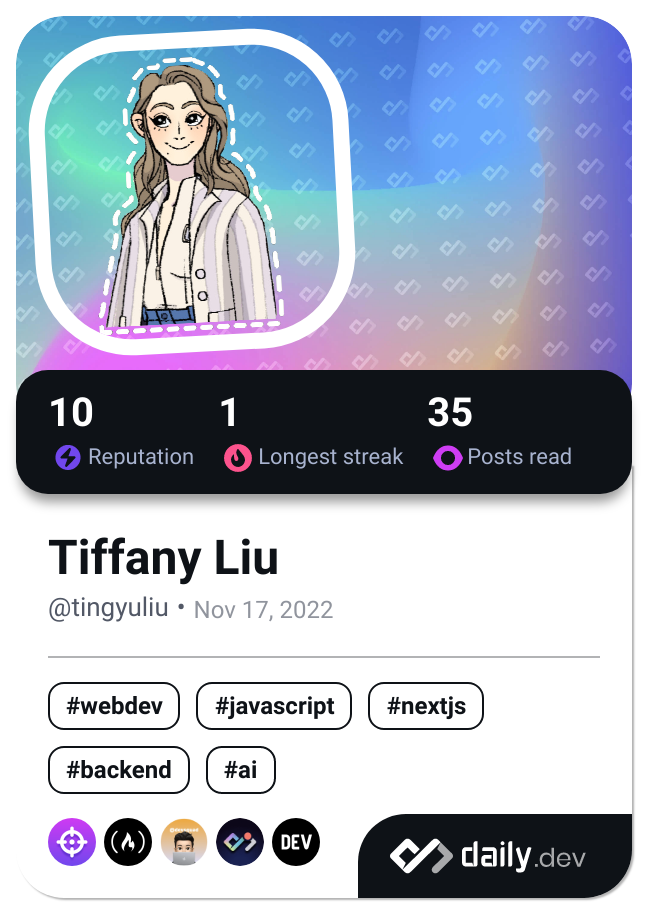 10 1 35
Reputation Longest streak Posts read
Tiffany Liu
@tingyuliu • Nov 17, 2022
#webdev #javascript #nextjs
#backend #ai
DEV
daily.dev